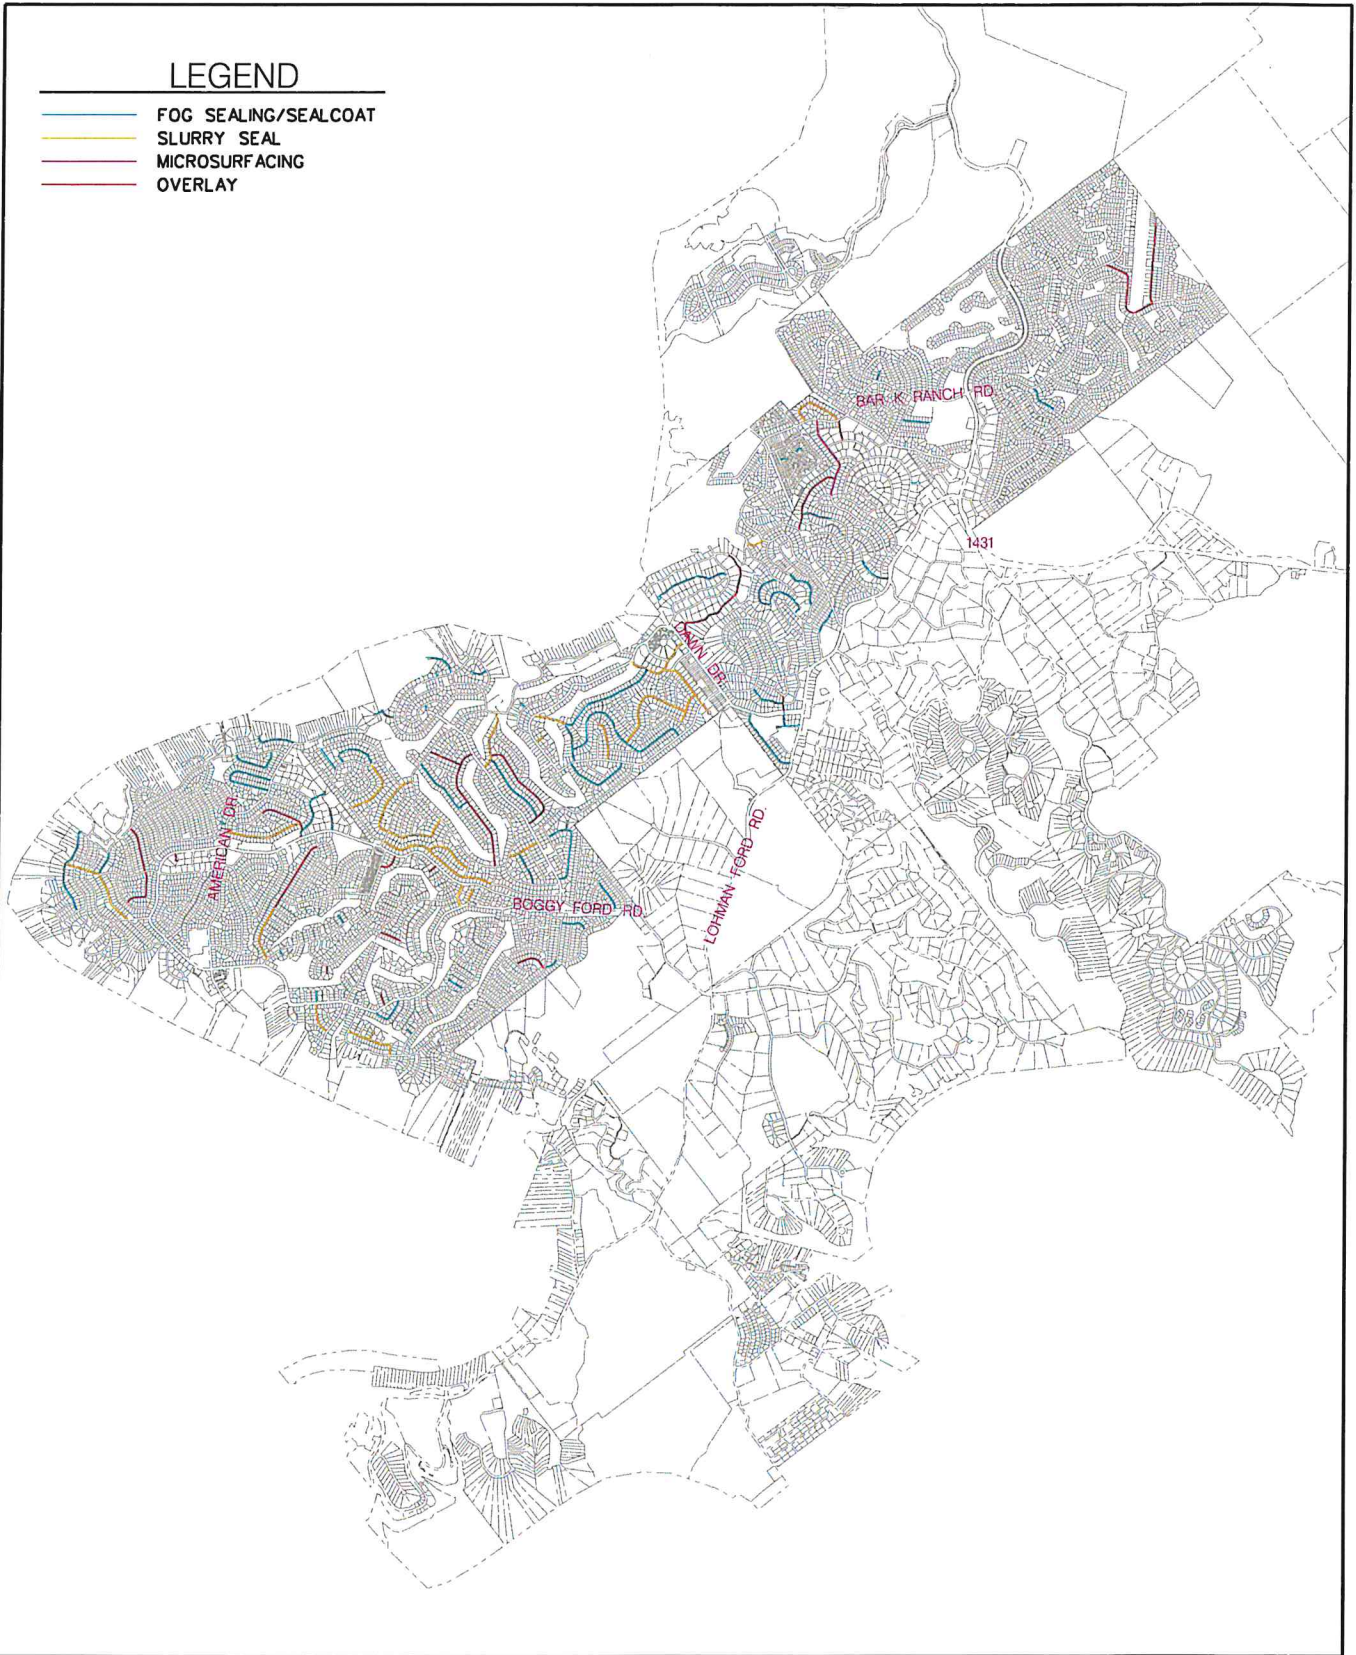 LEGEND
FOG SEALING/SEALCOAT
SLURRY SEAL
MICROSURFACING
OVERLAY
BAR K RANCH RD.
1431
DAWN DR.
AMERICAN DR.
LOHMAN FORD RD.
BOGGY FORD RD.